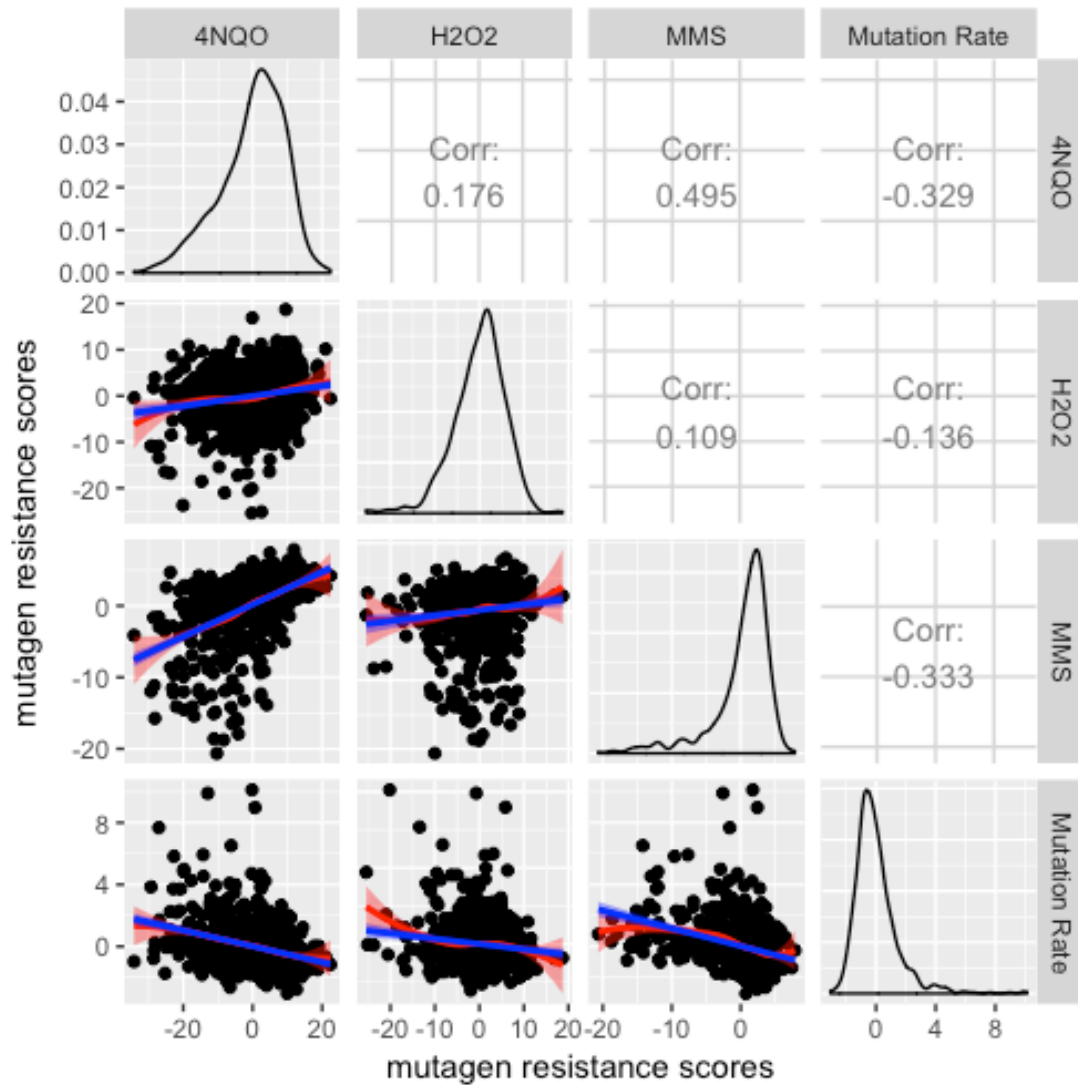 4NQO H2O2 MMS Mutation Rate
0.04
0.03
0.02
0.01
0.00
Corr:
0.176
Corr:
0.495
Corr:
-0.329
4NQO
20
10
0
-10
-20
Corr:
0.109
Corr:
-0.136
H2O2
mutagen resistance scores
0
-10
-20
Corr:
-0.333
MMS
8
4
0
Mutation Rate
-20 0 20
-20 -10 0 10 20
-20 -10 0
0 4 8
mutagen resistance scores